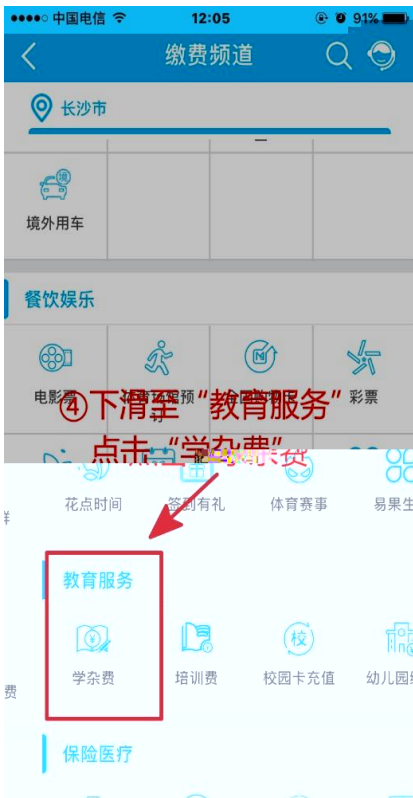 中国电信 12:05 91%
缴费频道
长沙市
境外用车
餐饮娱乐
电影票 彩票
④下滑至“教育服务”
点击“学杂费”
花点时间 签到有礼 体育赛事 易果生
教育服务
学杂费 培训费 校园卡充值 幼儿园
费
保险医疗